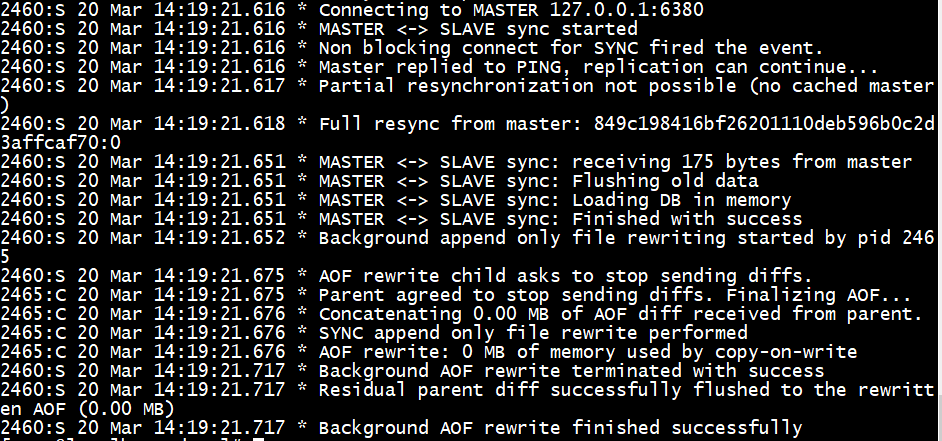 2460:S 20 Mar 14:19:21.616 * Connecting to MASTER 127.0.0.1:6380
2460:S 20 Mar 14:19:21.616 * MASTER <-> SLAVE sync started
2460:S 20 Mar 14:19:21.616 * Non blocking connect for SYNC fired the event.
2460:S 20 Mar 14:19:21.616 * Master replied to PING, replication can continue...
2460:S 20 Mar 14:19:21.617 * Partial resynchronization not possible (no cached master
)
2460:S 20 Mar 14:19:21.618 * Full resync from master: 849c198416bf26201110deb596b0c2d
3affcaf70:0
2460:S 20 Mar 14:19:21.651 * MASTER <-> SLAVE sync: receiving 175 bytes from master
2460:S 20 Mar 14:19:21.651 * MASTER <-> SLAVE sync: Flushing old data
2460:S 20 Mar 14:19:21.651 * MASTER <-> SLAVE sync: Loading DB in memory
2460:S 20 Mar 14:19:21.651 * MASTER <-> SLAVE sync: Finished with success
2460:S 20 Mar 14:19:21.652 * Background append only file rewriting started by pid 246
5
2460:S 20 Mar 14:19:21.675 * AOF rewrite child asks to stop sending diffs.
2465:C 20 Mar 14:19:21.675 * Parent agreed to stop sending diffs. Finalizing AOF...
2465:C 20 Mar 14:19:21.676 * Concatenating 0.00 MB of AOF diff received from parent.
2465:C 20 Mar 14:19:21.676 * SYNC append only file rewrite performed
2465:C 20 Mar 14:19:21.676 * AOF rewrite: 0 MB of memory used by copy-on-write
2460:S 20 Mar 14:19:21.717 * Background AOF rewrite terminated with success
2460:S 20 Mar 14:19:21.717 * Residual parent diff successfully flushed to the rewritt
en AOF (0.00 MB)
2460:S 20 Mar 14:19:21.717 * Background AOF rewrite finished successfully